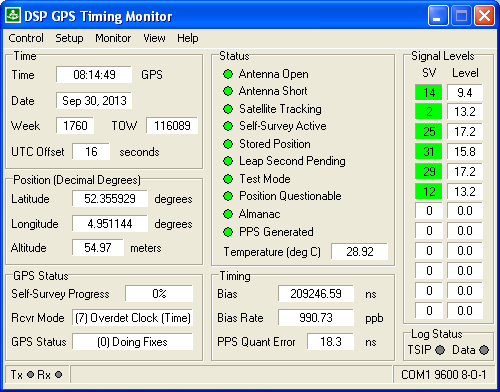 DSP GPS Timing Monitor
Control Setup Monitor View Help
Time
Time 08:14:49 GPS
Date Sep 30, 2013
Week 1760 TOW 116089
UTC Offset 16 seconds
Position (Decimal Degrees)
Latitude 52.355929 degrees
Longitude 4.951144 degrees
Altitude 54.97 meters
GPS Status
Self-Survey Progress 0%
Rcvr Mode (7) Overdet Clock (Time)
GPS Status (0) Doing Fixes
Status
Antenna Open
Antenna Short
Satellite Tracking
Self-Survey Active
Stored Position
Leap Second Pending
Test Mode
Position Questionable
Almanac
PPS Generated
Temperature (deg C) 28.92
Timing
Bias 209246.59 ns
Bias Rate 990.73 ppb
PPS Quant Error 18.3 ns
Signal Levels
SV Level
14 9.4
2 13.2
25 17.2
31 15.8
29 17.2
12 13.2
0 0.0
0 0.0
0 0.0
0 0.0
0 0.0
0 0.0
Log Status
TSIP Data
Tx Rx COM1 9600 8-O-1